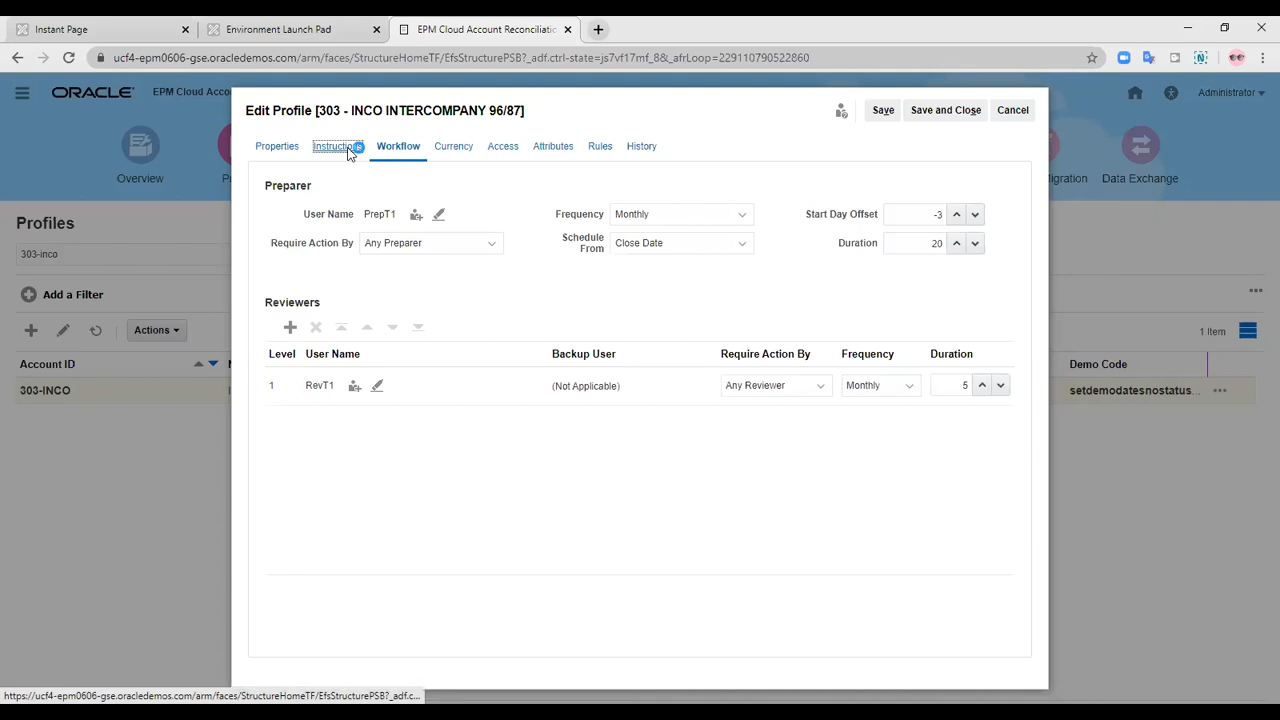 Instant Page
Environment Launch Pad
EPM Cloud Account Reconciliatic
ucf4-epm0606-gse.oracledemos.com/arm/faces/StructureHomeTF/EfsStructurePSB?_adf.ctrl-state=js7vf17mf_8&_afrLoop=229110790522860
ORACLE® EPM Cloud Acco
Administrator
Edit Profile [303 - INCO INTERCOMPANY 96/87]
Save Save and Close Cancel
Properties Workflow Currency Access Attributes Rules History
Overview
Data Exchange
Profiles
303-inco
Add a Filter
Actions
1 Item
Account ID
Demo Code
303-INCO
setdemodatesnostatus...
Preparer
User Name PrepT1
Frequency Monthly
Start Day Offset -3
Require Action By Any Preparer
Schedule
From
Close Date
Duration 20
Reviewers
Level User Name Backup User Require Action By Frequency Duration
1 RevT1 (Not Applicable) Any Reviewer Monthly 5
https://ucf4-epm0606-gse.oracledemos.com/arm/faces/StructureHomeTF/EfsStructurePSB?_adf.c...